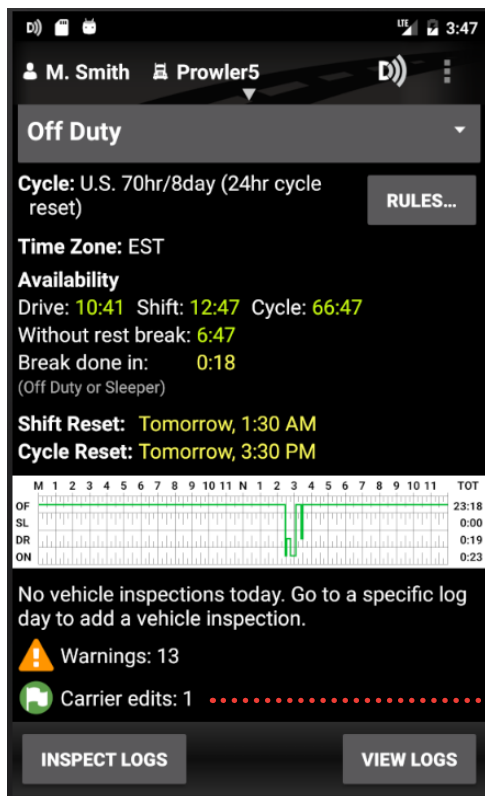 D)) LTE 3:47
M. Smith Prowler5 D))
Off Duty
Cycle: U.S. 70hr/8day (24hr cycle
reset)
RULES...
Time Zone: EST
Availability
Drive: 10:41 Shift: 12:47 Cycle: 66:47
Without rest break: 6:47
Break done in: 0:18
(Off Duty or Sleeper)
Shift Reset: Tomorrow, 1:30 AM
Cycle Reset: Tomorrow, 3:30 PM
M 1 2 3 4 5 6 7 8 9 10 11 N 1 2 3 4 5 6 7 8 9 10 11 TOT
OF 23:18
SL 0:00
DR 0:19
ON 0:23
No vehicle inspections today. Go to a specific log
day to add a vehicle inspection.
Warnings: 13
Carrier edits: 1
INSPECT LOGS VIEW LOGS